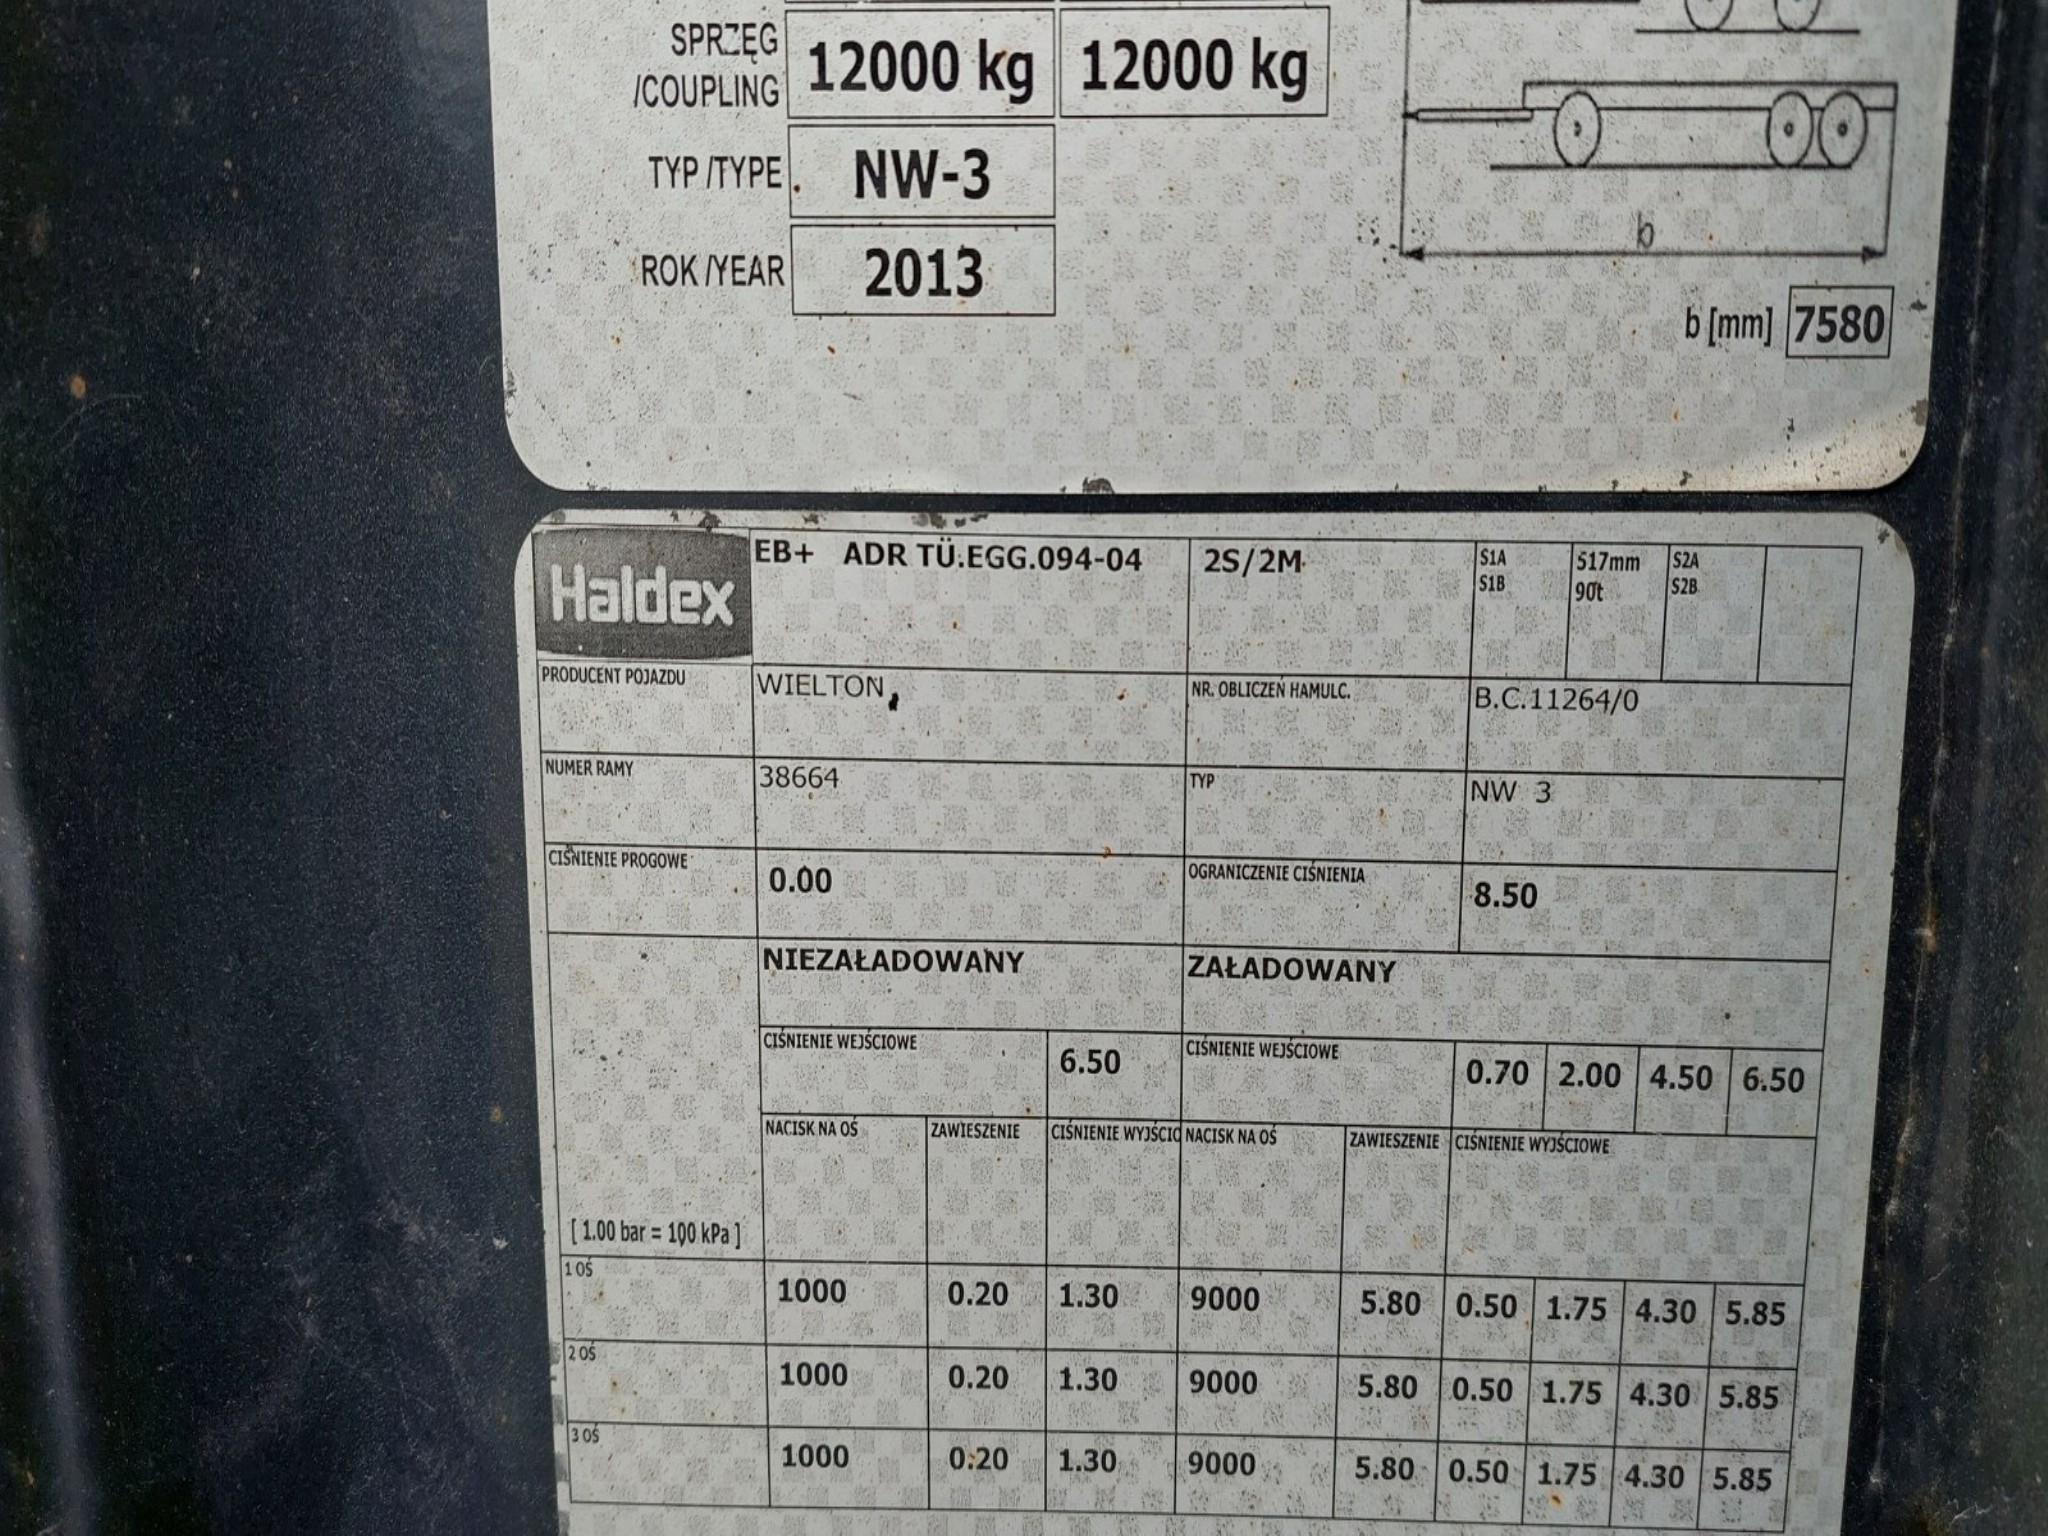 SPRZĘG
/COUPLING 12000 kg 12000 kg
TYP /TYPE NW-3
ROK /YEAR 2013
b
b [mm] 7580
Haldex EB+ ADR TÜ.EGG.094-04 2S/2M S1A 517mm S2A
S1B 90t S2B
PRODUCENT POJAZDU WIELTON NR. OBLICZEŃ HAMULC. B.C.11264/0
NUMER RAMY 38664 TYP NW 3
CIŚNIENIE PROGOWE 0.00 OGRANICZENIE CIŚNIENIA 8.50
NIEZAŁADOWANY ZAŁADOWANY
CIŚNIENIE WEJŚCIOWE 6.50 CIŚNIENIE WEJŚCIOWE 0.70 2.00 4.50 6.50
NACISK NA OŚ ZAWIESZENIE CIŚNIENIE WYJŚCIO NACISK NA OŚ ZAWIESZENIE CIŚNIENIE WYJŚCIOWE
[ 1.00 bar = 100 kPa ]
1 OŚ 1000 0.20 1.30 9000 5.80 0.50 1.75 4.30 5.85
2 OŚ 1000 0.20 1.30 9000 5.80 0.50 1.75 4.30 5.85
3 OŚ 1000 0.20 1.30 9000 5.80 0.50 1.75 4.30 5.85